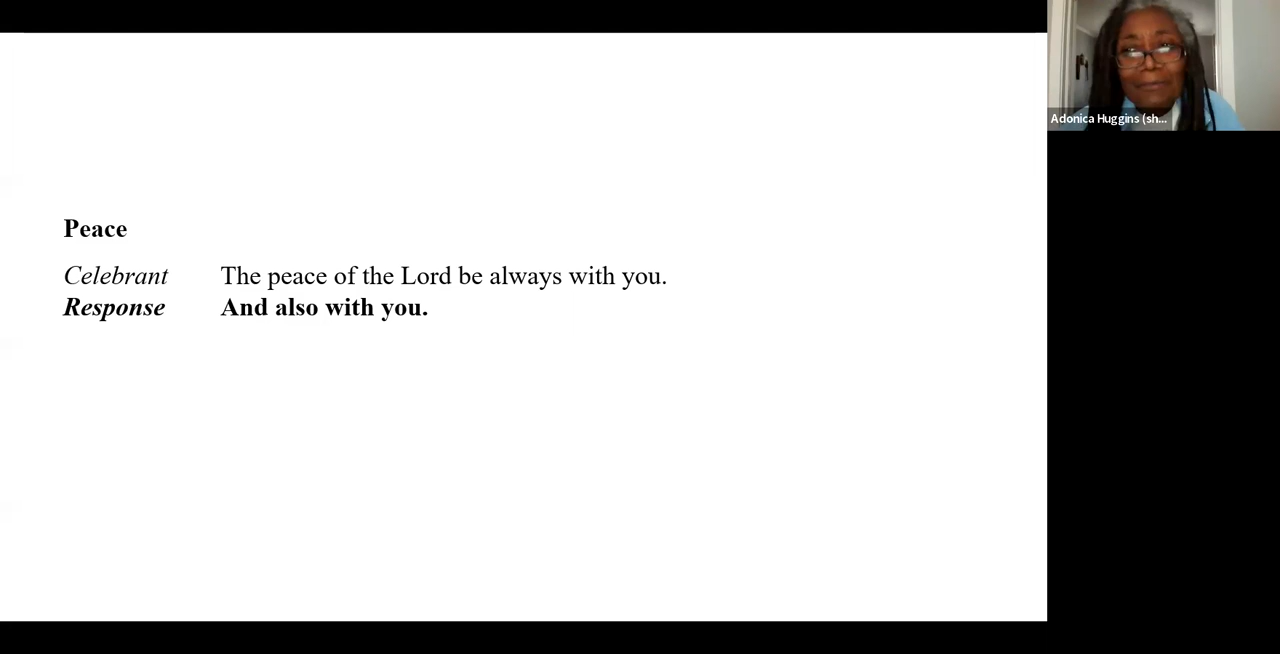 Peace
Celebrant The peace of the Lord be always with you.
Response And also with you.
Adonica Huggins (sh...